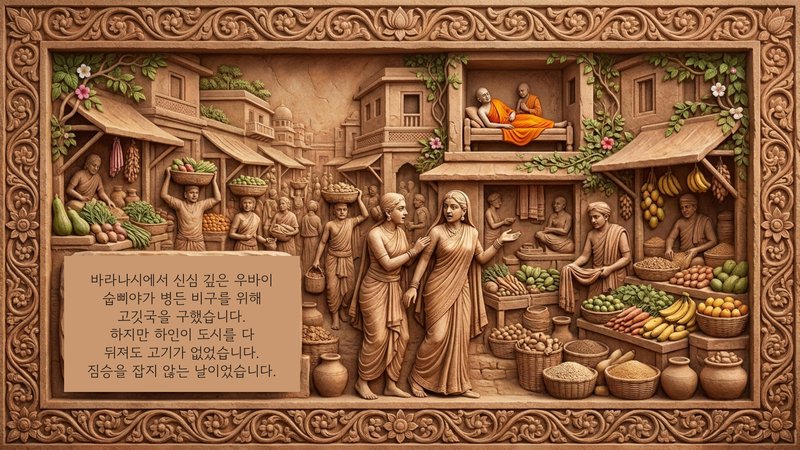 바라나시에서 신심 깊은 우바이
숩삐야가 병든 비구를 위해
고깃국을 구했습니다.
하지만 하인이 도시를 다
뒤져도 고기가 없었습니다.
짐승을 잡지 않는 날이었습니다.